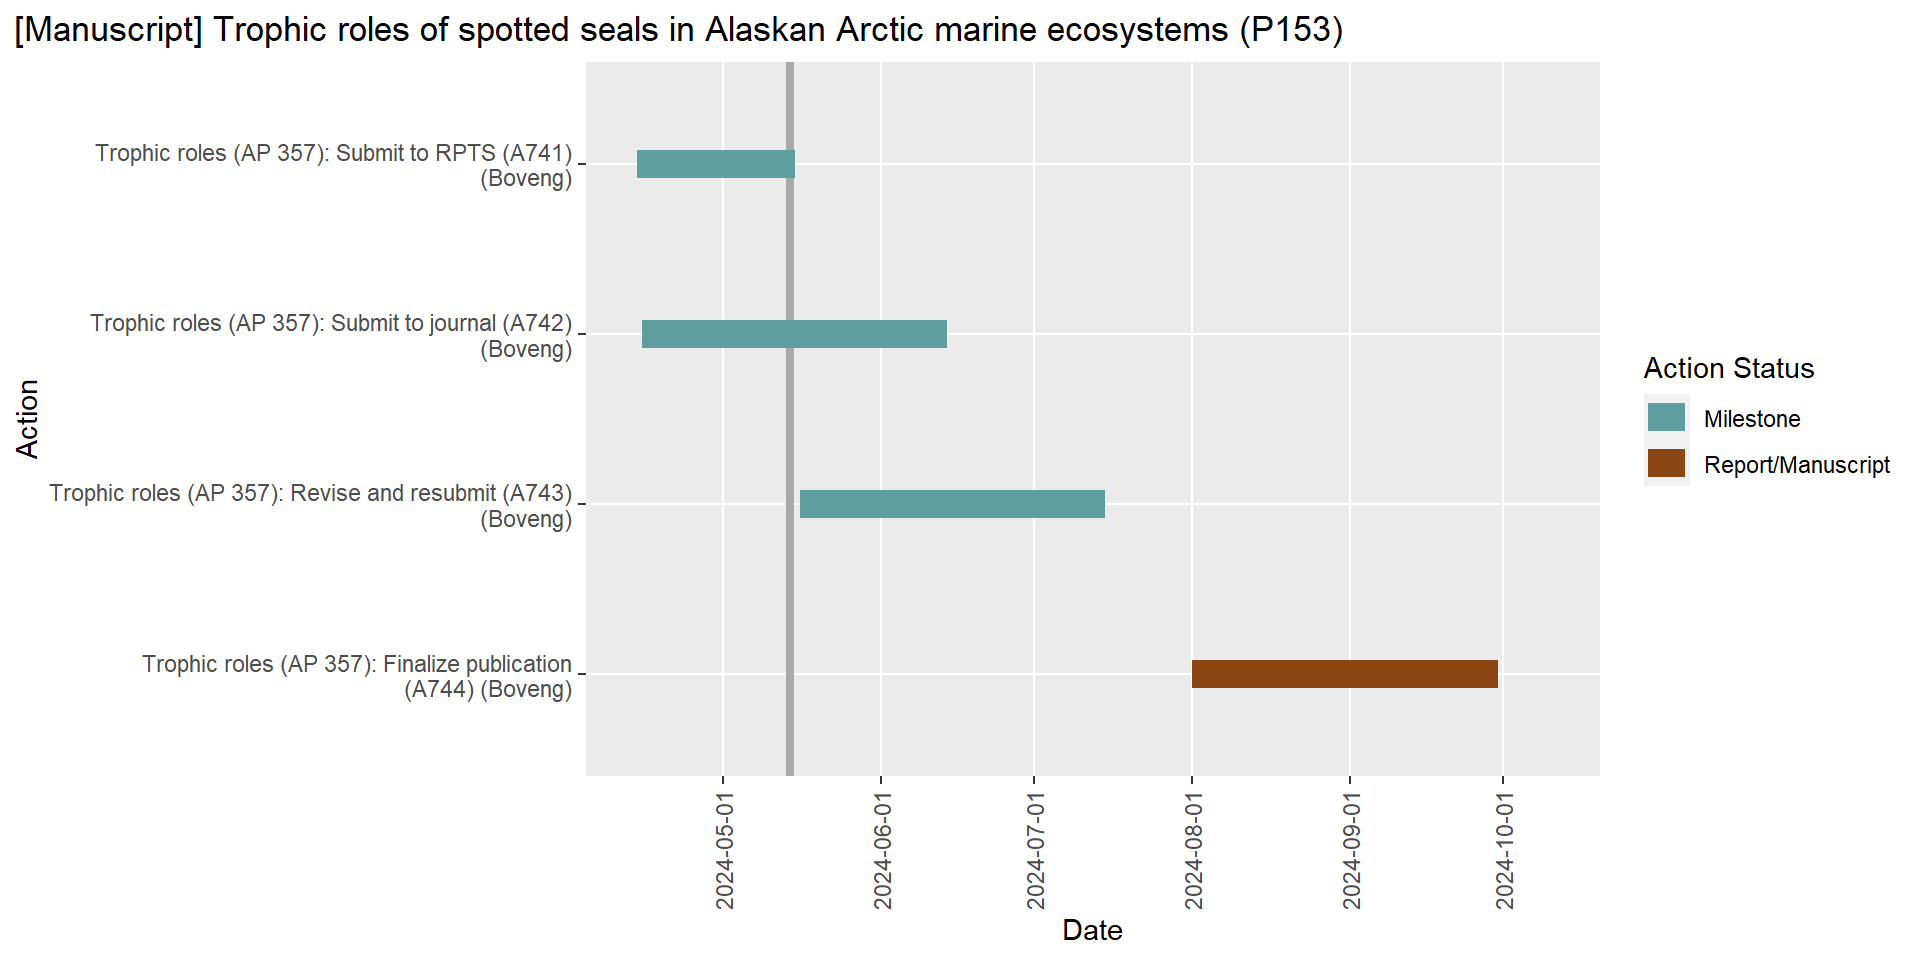 [Manuscript] Trophic roles of spotted seals in Alaskan Arctic marine ecosystems (P153)
Trophic roles (AP 357): Submit to RPTS (A741)
(Boveng)
Trophic roles (AP 357): Submit to journal (A742)
(Boveng)
Trophic roles (AP 357): Revise and resubmit (A743)
(Boveng)
Trophic roles (AP 357): Finalize publication
(A744) (Boveng)
Action
2024-05-01
2024-06-01
2024-07-01
2024-08-01
2024-09-01
2024-10-01
Date
Action Status
Milestone
Report/Manuscript